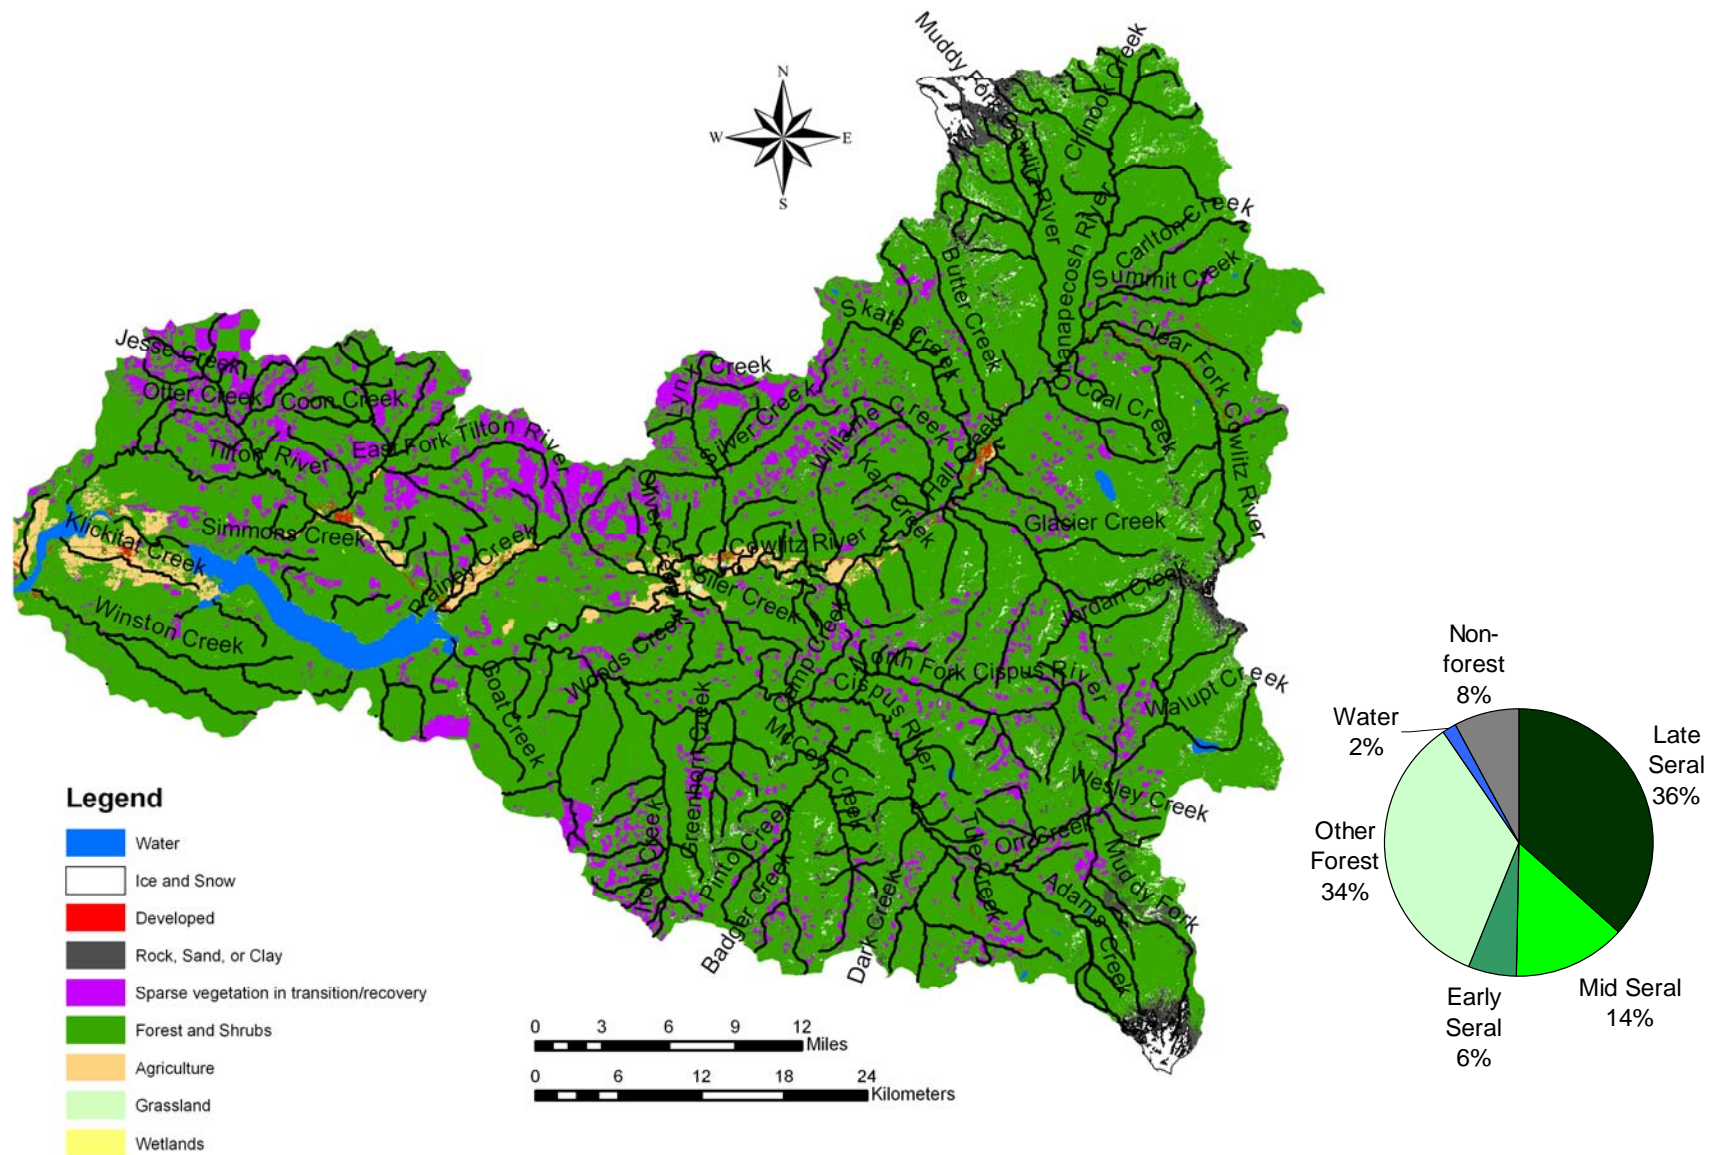 Muddy Fork Cowlitz River
Chinook Creek
N
W
E
S
Ohanapecosh River
Carlton Creek
Summit Creek
Butter Creek
Skate Creek
Clear Fork Cowlitz River
Coal Creek
Jesse Creek
Otter Creek
Coon Creek
Lynx Creek
Silver Creek
Willame Creek
Hall Creek
Tilton River
East Fork Tilton River
Karr Creek
Glacier Creek
Klickitat Creek
Simmons Creek
Rainey Creek
Cowlitz River
Siler Creek
Jordan Creek
Winston Creek
Goat Creek
Woods Creek
Camp Creek
North Fork Cispus River
Cispus River
Walupt Creek
McCoy Creek
Greenhorn Creek
Wesley Creek
Pinto Creek
Badger Creek
Dark Creek
Orr Creek
Muddy Fork
Adams Creek
Legend
Water
Ice and Snow
Developed
Rock, Sand, or Clay
Sparse vegetation in transition/recovery
Forest and Shrubs
Agriculture
Grassland
Wetlands
0 3 6 9 12
Miles
0 6 12 18 24
Kilometers
Non-
forest
8%
Water
2%
Late
Seral
36%
Other
Forest
34%
Early
Seral
6%
Mid Seral
14%